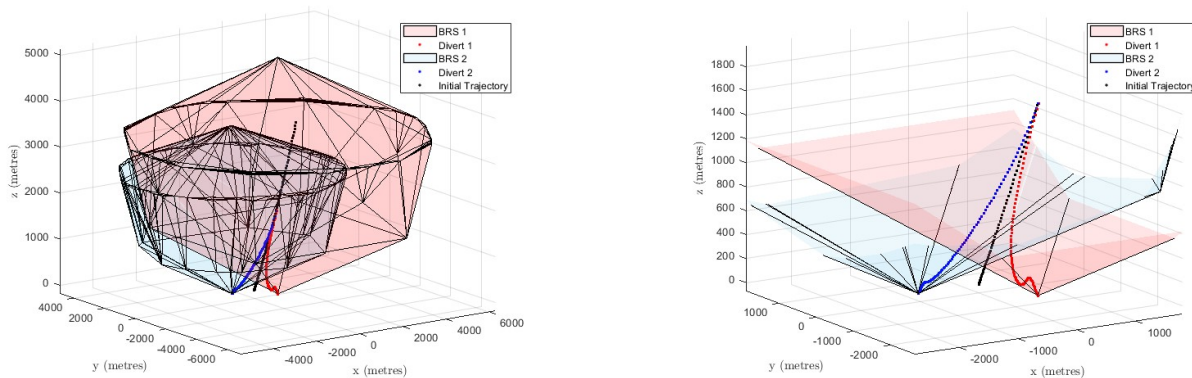 5000
4000
3000
2000
1000
0
z (metres)
4000
2000
0
-2000
-4000
-6000
y (metres)
-4000
-2000
0
2000
4000
6000
x (metres)
BRS 1
Divert 1
BRS 2
Divert 2
Initial Trajectory
1800
1600
1400
1200
1000
800
600
400
200
0
z (metres)
1000
0
-1000
-2000
y (metres)
-2000
-1000
0
1000
x (metres)
BRS 1
Divert 1
BRS 2
Divert 2
Initial Trajectory